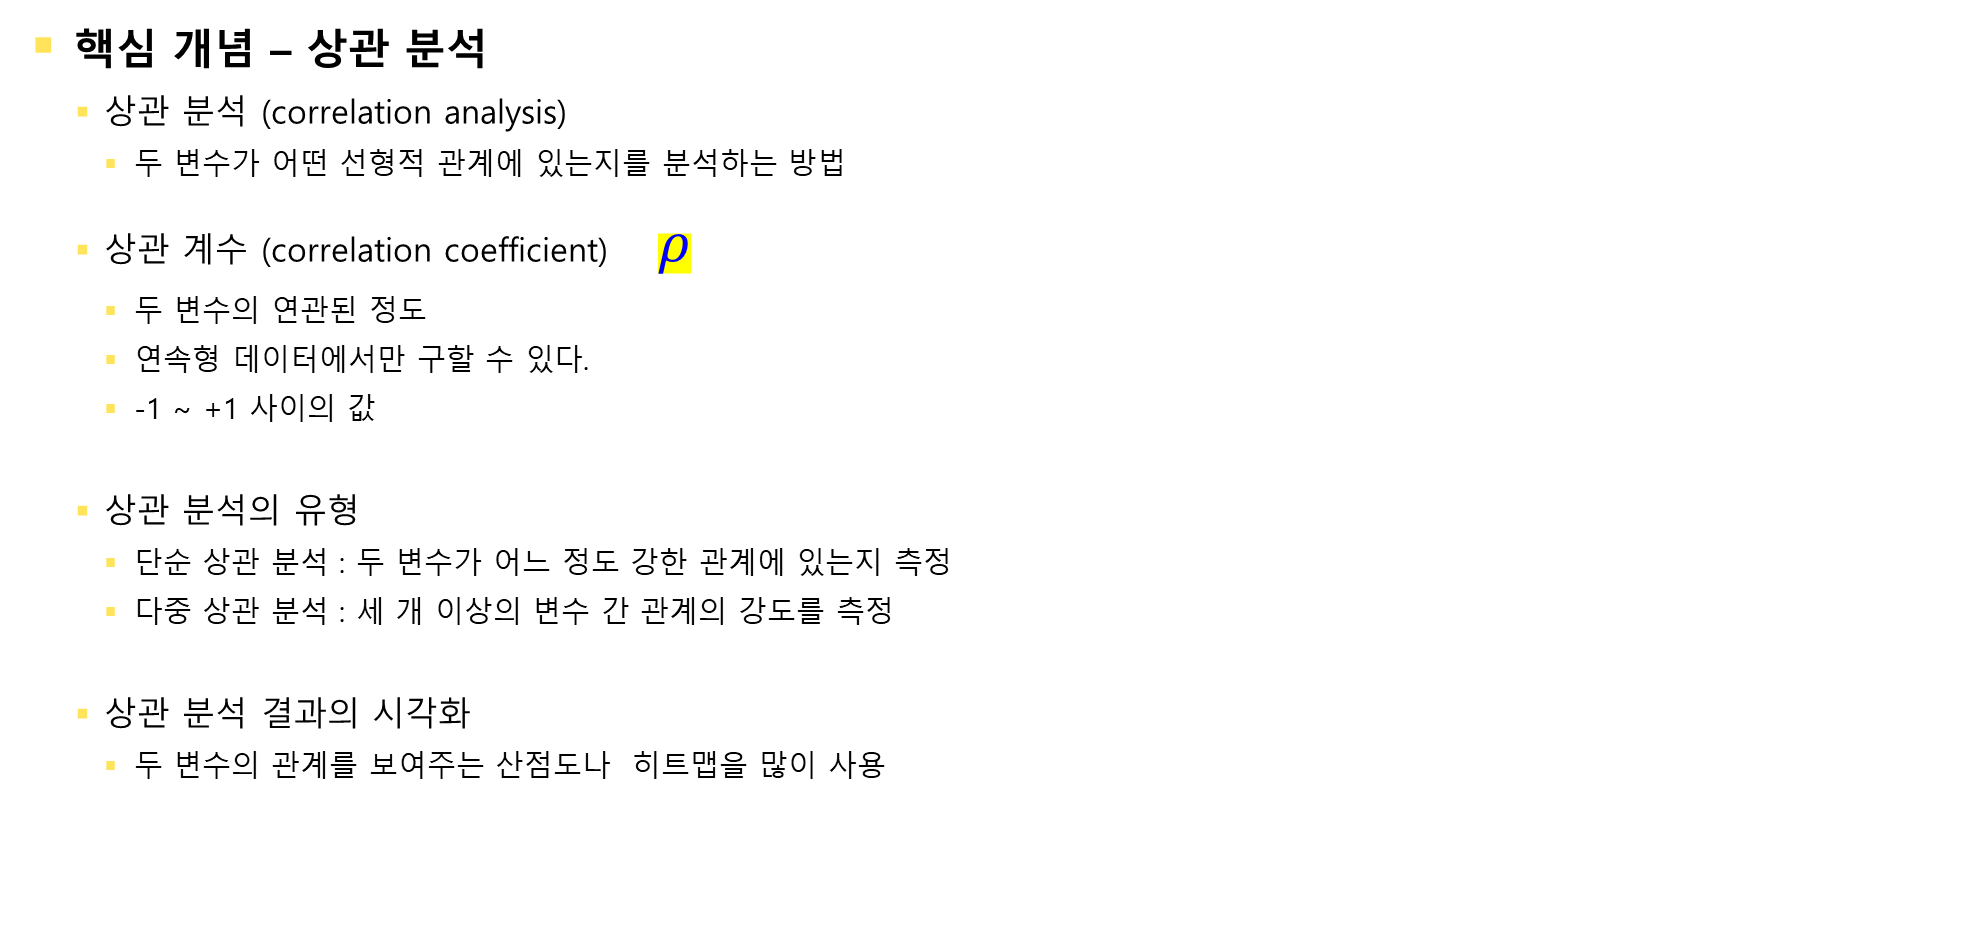 핵심 개념 – 상관 분석
상관 분석 (correlation analysis)
두 변수가 어떤 선형적 관계에 있는지를 분석하는 방법
상관 계수 (correlation coefficient) ρ
두 변수의 연관된 정도
연속형 데이터에서만 구할 수 있다.
-1 ~ +1 사이의 값
상관 분석의 유형
단순 상관 분석 : 두 변수가 어느 정도 강한 관계에 있는지 측정
다중 상관 분석 : 세 개 이상의 변수 간 관계의 강도를 측정
상관 분석 결과의 시각화
두 변수의 관계를 보여주는 산점도나 히트맵을 많이 사용